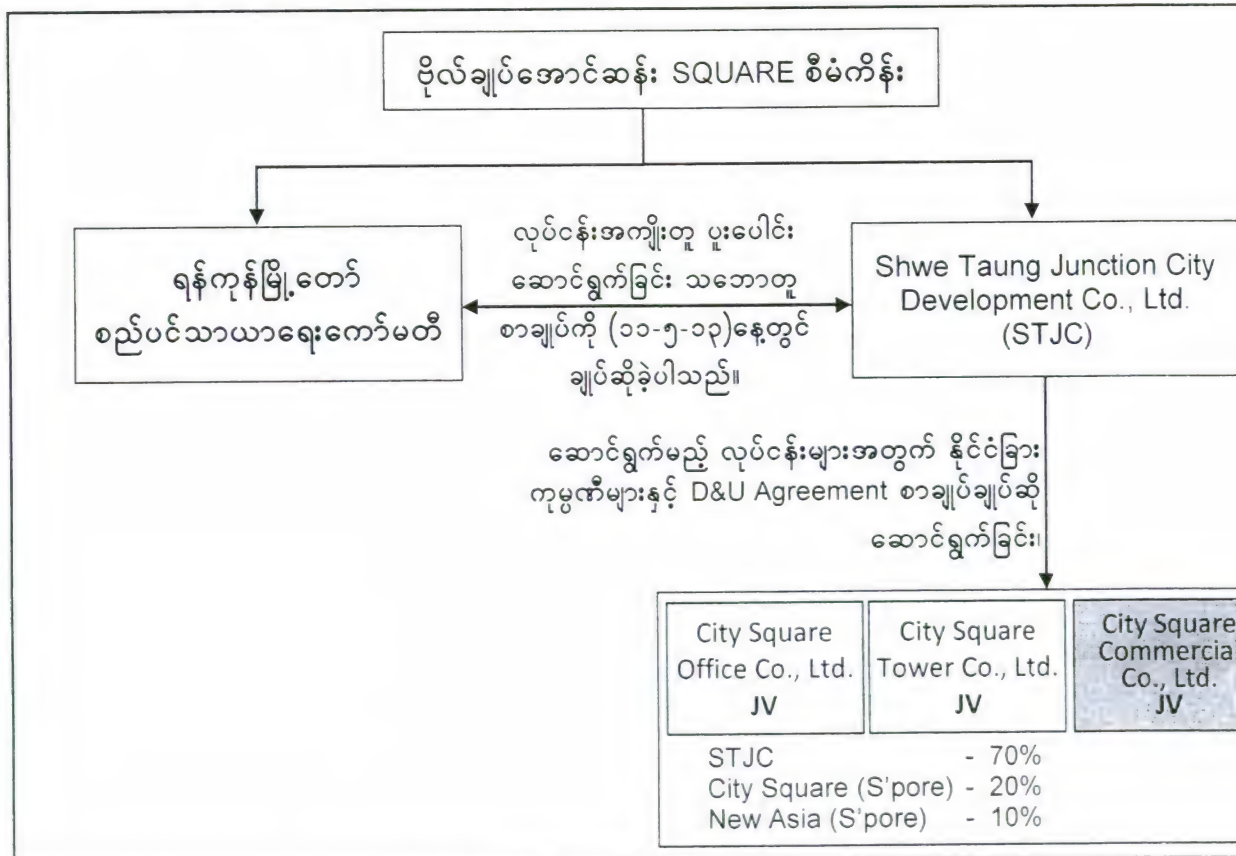 ဗိုလ်ချုပ်အောင်ဆန်း SQUARE စီမံကိန်း
ရန်ကုန်မြို့တော်
စည်ပင်သာယာရေးကော်မတီ
လုပ်ငန်းအကျိုးတူ ပူးပေါင်း
ဆောင်ရွက်ခြင်း သဘောတူ
စာချုပ်ကို (၁၁-၅-၁၃)နေ့တွင်
ချုပ်ဆိုခဲ့ပါသည်။
Shwe Taung Junction City
Development Co., Ltd.
(STJC)
ဆောင်ရွက်မည့် လုပ်ငန်းများအတွက် နိုင်ငံခြား
ကုမ္ပဏီများနှင့် D&U Agreement စာချုပ်ချုပ်ဆို
ဆောင်ရွက်ခြင်း၊
City Square
Office Co., Ltd.
JV
City Square
Tower Co., Ltd.
JV
City Square
Commercia
Co., Ltd.
JV
STJC - 70%
City Square (S'pore) - 20%
New Asia (S'pore) - 10%